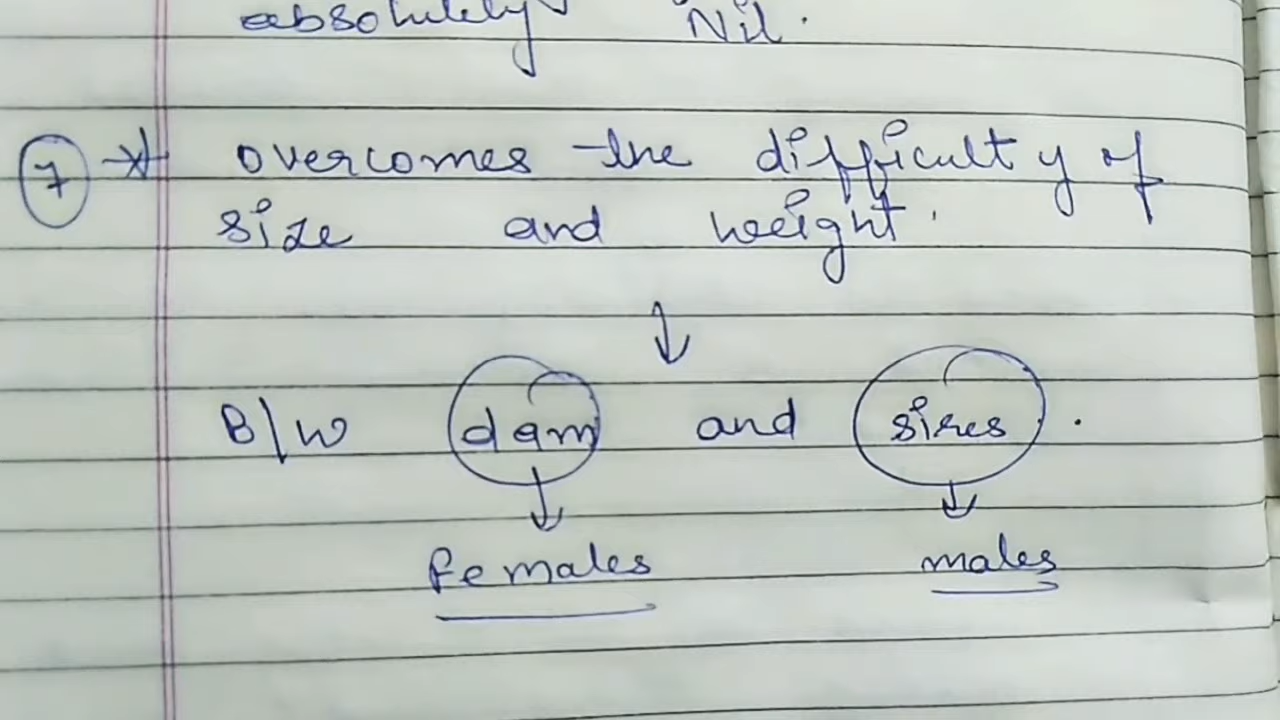 absolutely Nil.
7 * overcomes the difficulty of
size and weight.
↓
B/w dam and sires.
↓ ↓
females males